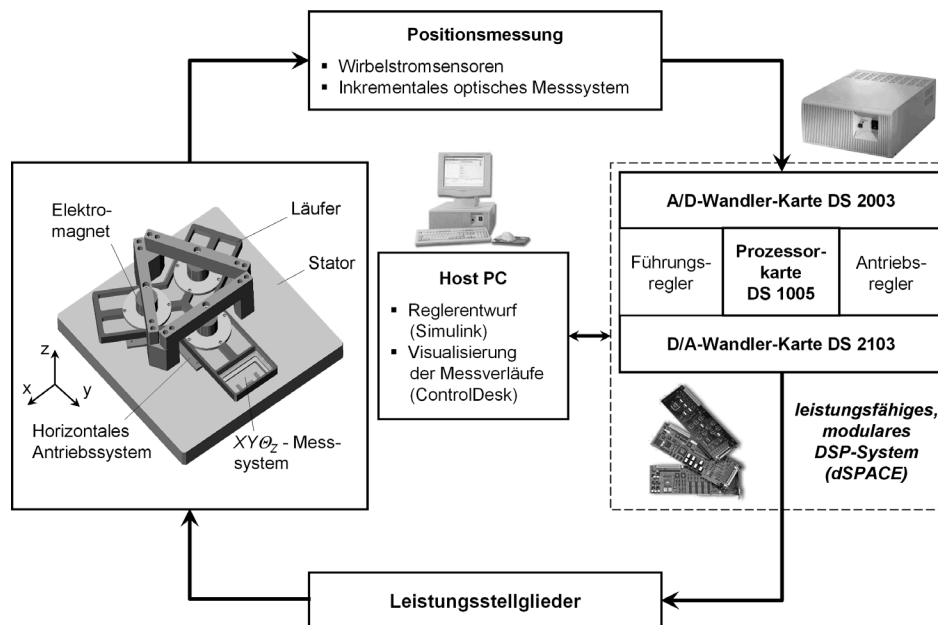 Positionsmessung
▪ Wirbelstromsensoren
▪ Inkrementales optisches Messsystem
Elektro-
magnet
Läufer
Stator
z
x
y
Horizontales
Antriebssystem
XYΘz - Mess-
system
Host PC
▪ Reglerentwurf
(Simulink)
▪ Visualisierung
der Messverläufe
(ControlDesk)
A/D-Wandler-Karte DS 2003
Führungs-
regler
Prozessor-
karte
DS 1005
Antriebs-
regler
D/A-Wandler-Karte DS 2103
leistungsfähiges,
modulares
DSP-System
(dSPACE)
Leistungsstellglieder